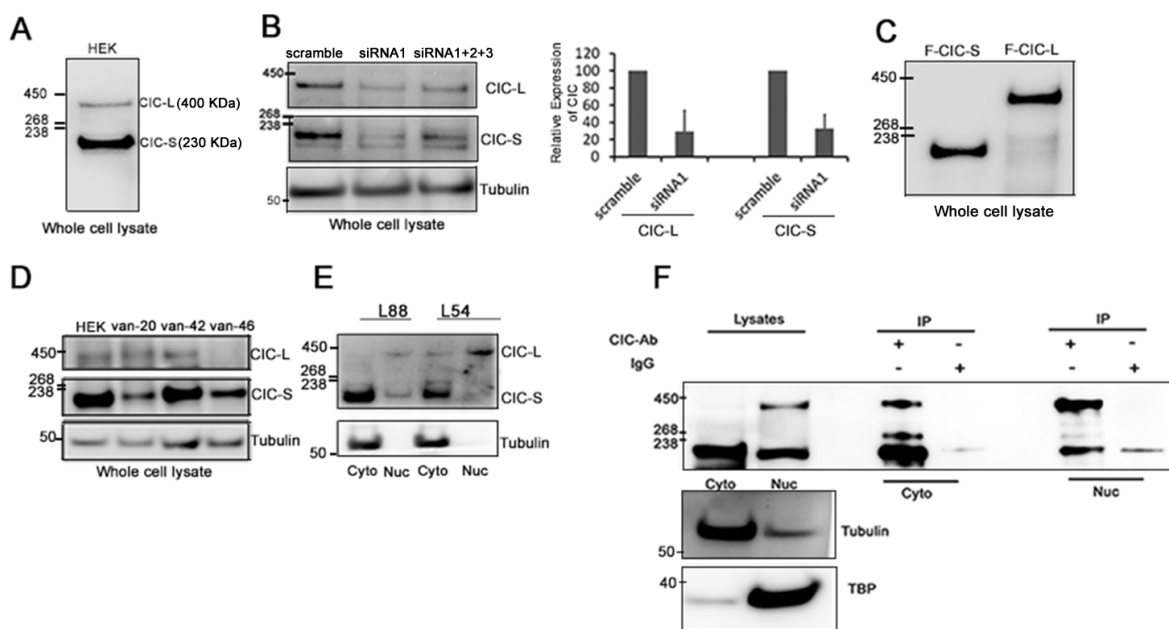 A
HEK
450
268
238
CIC-L(400 KDa)
CIC-S(230 KDa)
Whole cell lysate
B
scramble siRNA1 siRNA1+2+3
450
268
238
50
CIC-L
CIC-S
Tubulin
Whole cell lysate
Relative Expression
of CIC
120
100
80
60
40
20
0
scramble siRNA1 scramble siRNA1
CIC-L CIC-S
C
F-CIC-S F-CIC-L
450
268
238
Whole cell lysate
D
HEK van-20 van-42 van-46
450
268
238
50
CIC-L
CIC-S
Tubulin
Whole cell lysate
E
L88 L54
450
268
238
50
CIC-L
CIC-S
Tubulin
Cyto Nuc Cyto Nuc
F
Lysates IP IP
CIC-Ab + - + -
IgG - + - +
450
268
238
Cyto Nuc Cyto Nuc
50
Tubulin
40
TBP